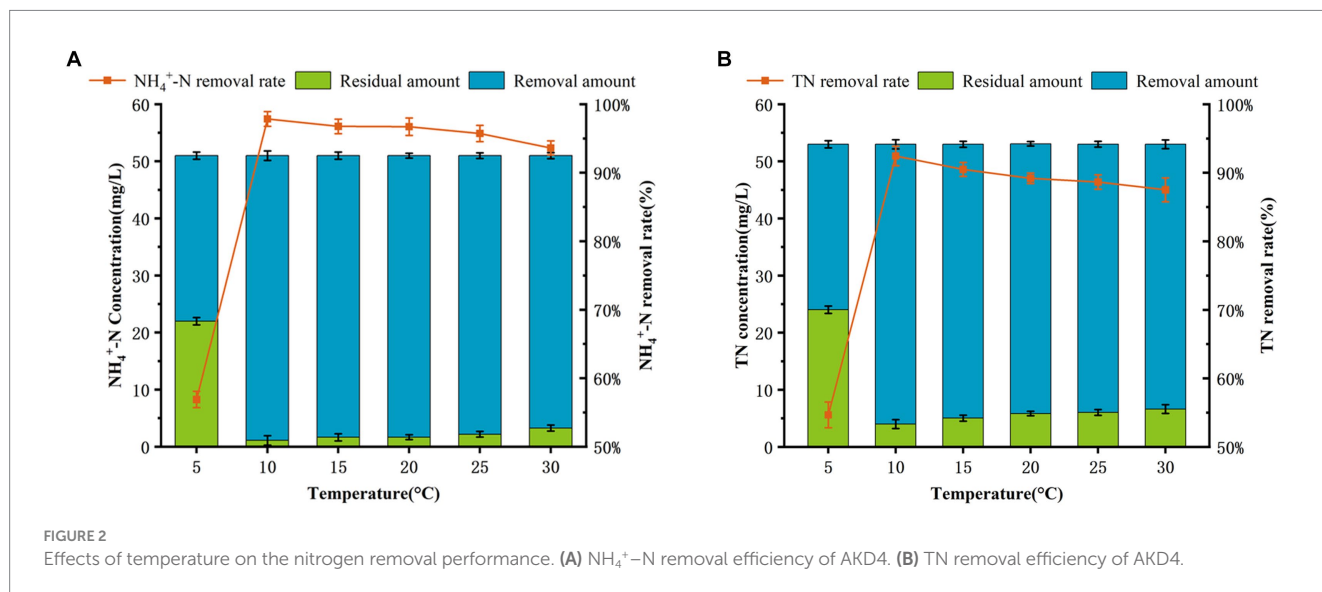 A
NH₄⁺-N removal rate Residual amount Removal amount
60
50
40
30
20
10
0
NH₄⁺-N Concentration(mg/L)
100%
90%
80%
70%
60%
50%
NH₄⁺-N removal rate(%)
5 10 15 20 25 30
Temperature(°C)
B
TN removal rate Residual amount Removal amount
60
50
40
30
20
10
0
TN concentration(mg/L)
100%
90%
80%
70%
60%
50%
TN removal rate(%)
5 10 15 20 25 30
Temperature(°C)
FIGURE 2
Effects of temperature on the nitrogen removal performance. (A) NH₄⁺–N removal efficiency of AKD4. (B) TN removal efficiency of AKD4.